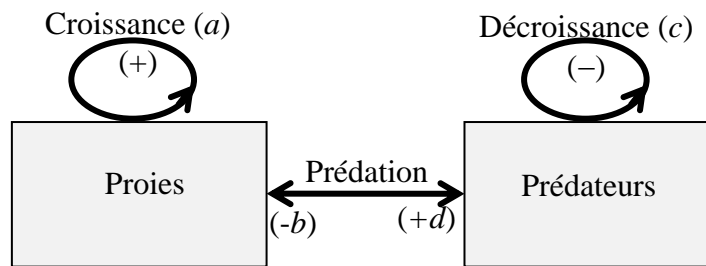 Croissance (a)
(+)
Décroissance (c)
(−)
Proies
Prédation
Prédateurs
(-b)
(+d)